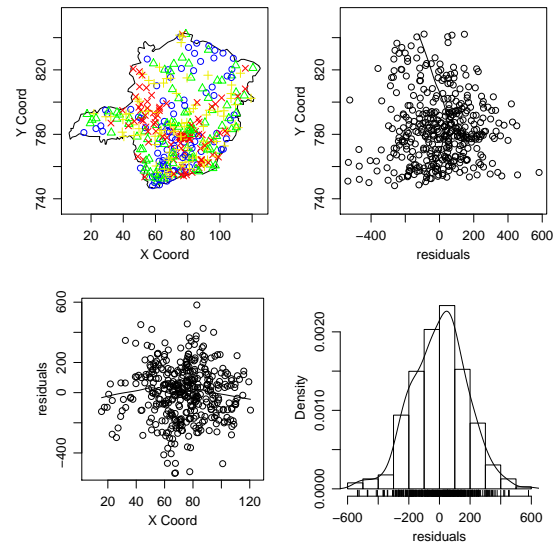 Y Coord
740 780 820
20 40 60 80 100
X Coord
Y Coord
740 780 820
−400 0 200 400 600
residuals
residuals
−400 0 200 600
20 40 60 80 100 120
X Coord
Density
0.0000 0.0010 0.0020
−600 −200 0 200 600
residuals